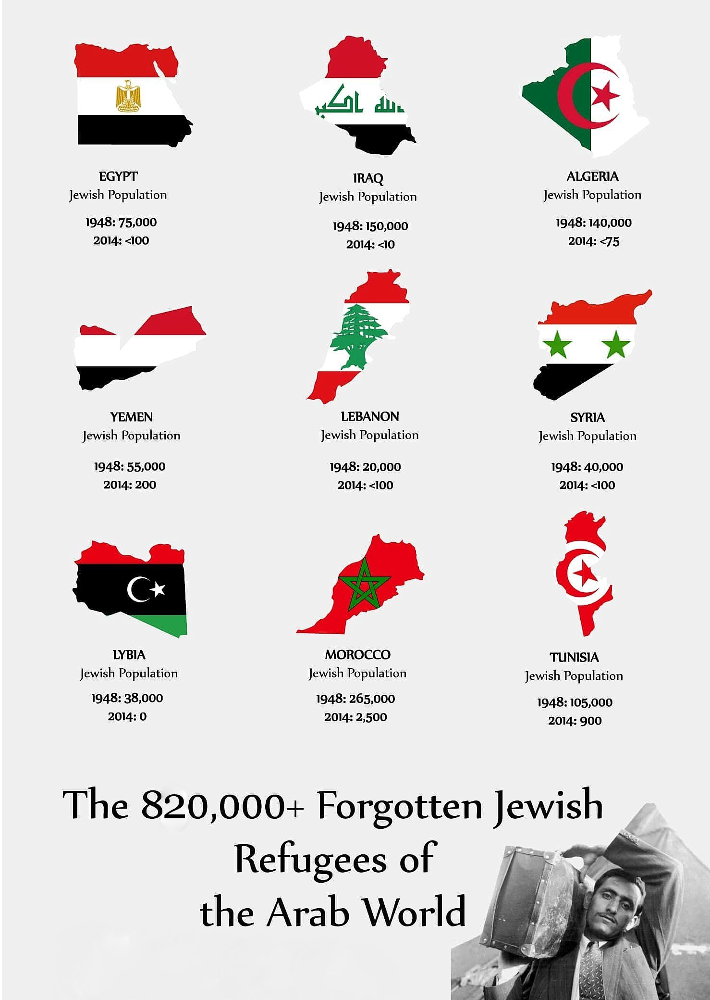 الله اكبر
EGYPT
Jewish Population
1948: 75,000
2014: <100
IRAQ
Jewish Population
1948: 150,000
2014: <10
ALGERIA
Jewish Population
1948: 140,000
2014: <75
YEMEN
Jewish Population
1948: 55,000
2014: 200
LEBANON
Jewish Population
1948: 20,000
2014: <100
SYRIA
Jewish Population
1948: 40,000
2014: <100
LYBIA
Jewish Population
1948: 38,000
2014: 0
MOROCCO
Jewish Population
1948: 265,000
2014: 2,500
TUNISIA
Jewish Population
1948: 105,000
2014: 900
The 820,000+ Forgotten Jewish
Refugees of
the Arab World